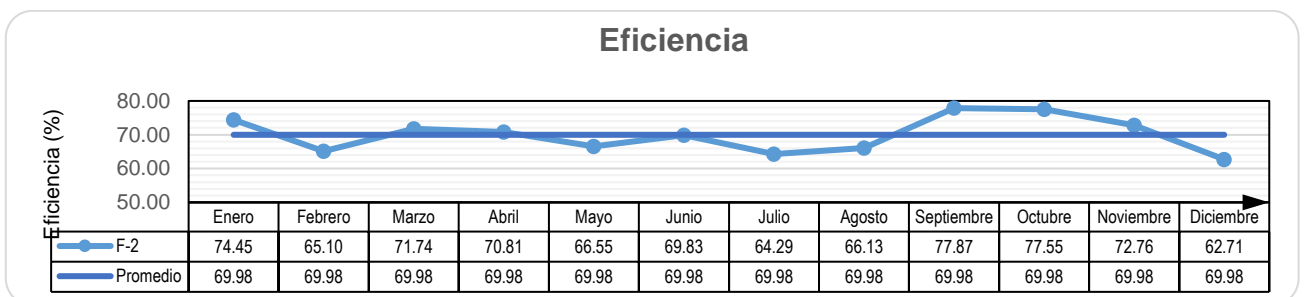 Eficiencia
Eficiencia (%)
80.00
70.00
60.00
50.00
Enero Febrero Marzo Abril Mayo Junio Julio Agosto Septiembre Octubre Noviembre Diciembre
F-2 74.45 65.10 71.74 70.81 66.55 69.83 64.29 66.13 77.87 77.55 72.76 62.71
Promedio 69.98 69.98 69.98 69.98 69.98 69.98 69.98 69.98 69.98 69.98 69.98 69.98